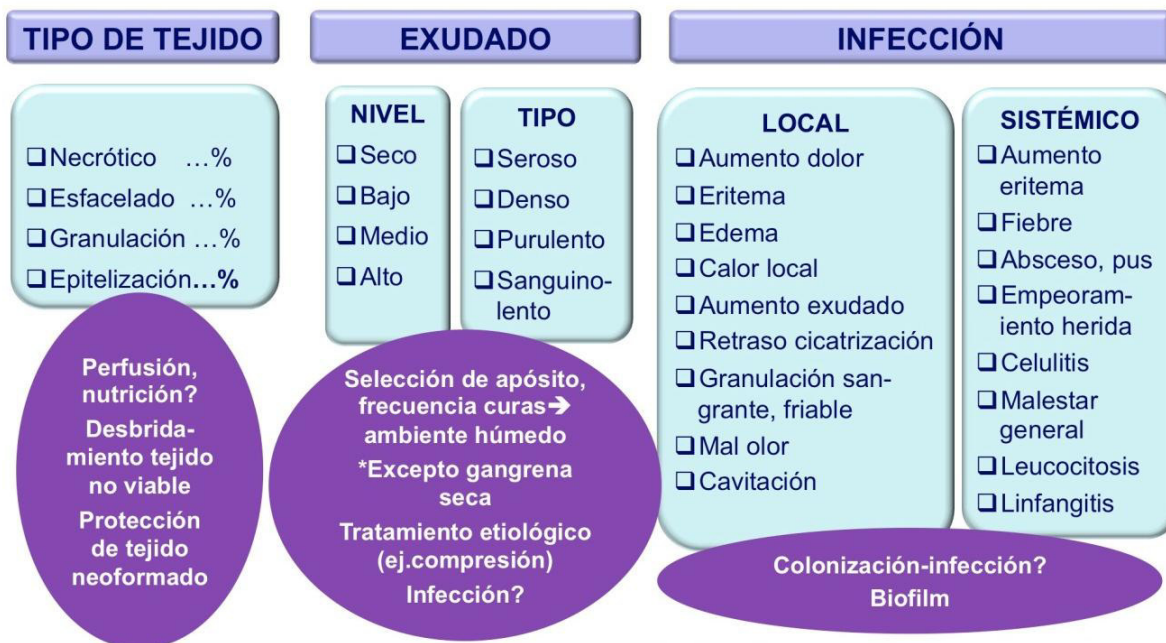 TIPO DE TEJIDO
❑Necrótico ...%
❑Esfacelado ...%
❑Granulación ...%
❑Epitelización...%
Perfusión,
nutrición?
Desbrida-
miento tejido
no viable
Protección
de tejido
neoformado
EXUDADO
NIVEL
❑Seco
❑Bajo
❑Medio
❑Alto
TIPO
❑Seroso
❑Denso
❑Purulento
❑Sanguino-
lento
Selección de apósito,
frecuencia curas➔
ambiente húmedo
*Excepto gangrena
seca
Tratamiento etiológico
(ej.compresión)
Infección?
INFECCIÓN
LOCAL
❑Aumento dolor
❑Eritema
❑Edema
❑Calor local
❑Aumento exudado
❑Retraso cicatrización
❑Granulación san-
grante, friable
❑Mal olor
❑Cavitación
SISTÉMICO
❑Aumento
eritema
❑Fiebre
❑Absceso, pus
❑Empeoram-
iento herida
❑Celulitis
❑Malestar
general
❑Leucocitosis
❑Linfangitis
Colonización-infección?
Biofilm